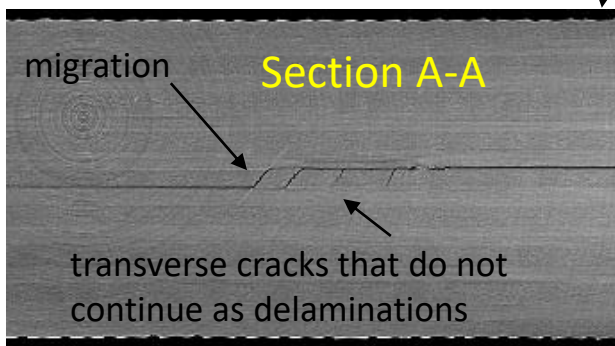 migration
Section A-A
transverse cracks that do not
continue as delaminations